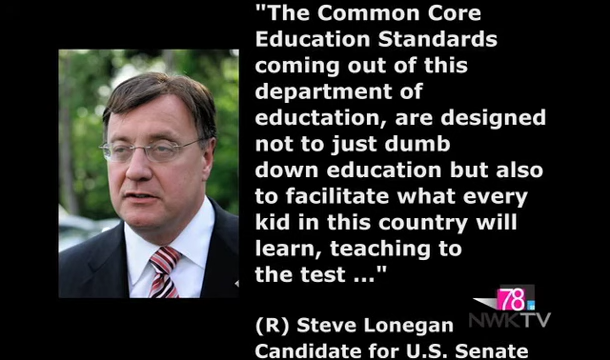 "The Common Core
Education Standards
coming out of this
department of
eductation, are designed
not to just dumb
down education but also
to facilitate what every
kid in this country will
learn, teaching to
the test ..."
78
NWKTV
(R) Steve Lonegan
Candidate for U.S. Senate